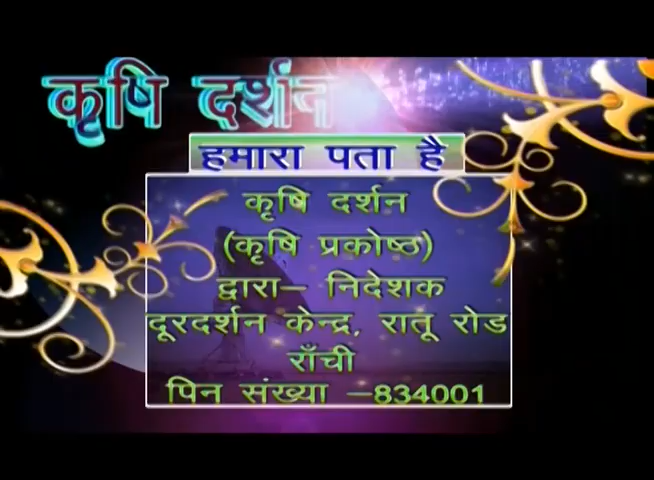 कृषि दर्शन
हमारा पता है
कृषि दर्शन
(कृषि प्रकोष्ठ)
द्वारा– निदेशक
दूरदर्शन केन्द्र, रातू रोड
राँची
पिन संख्या –834001